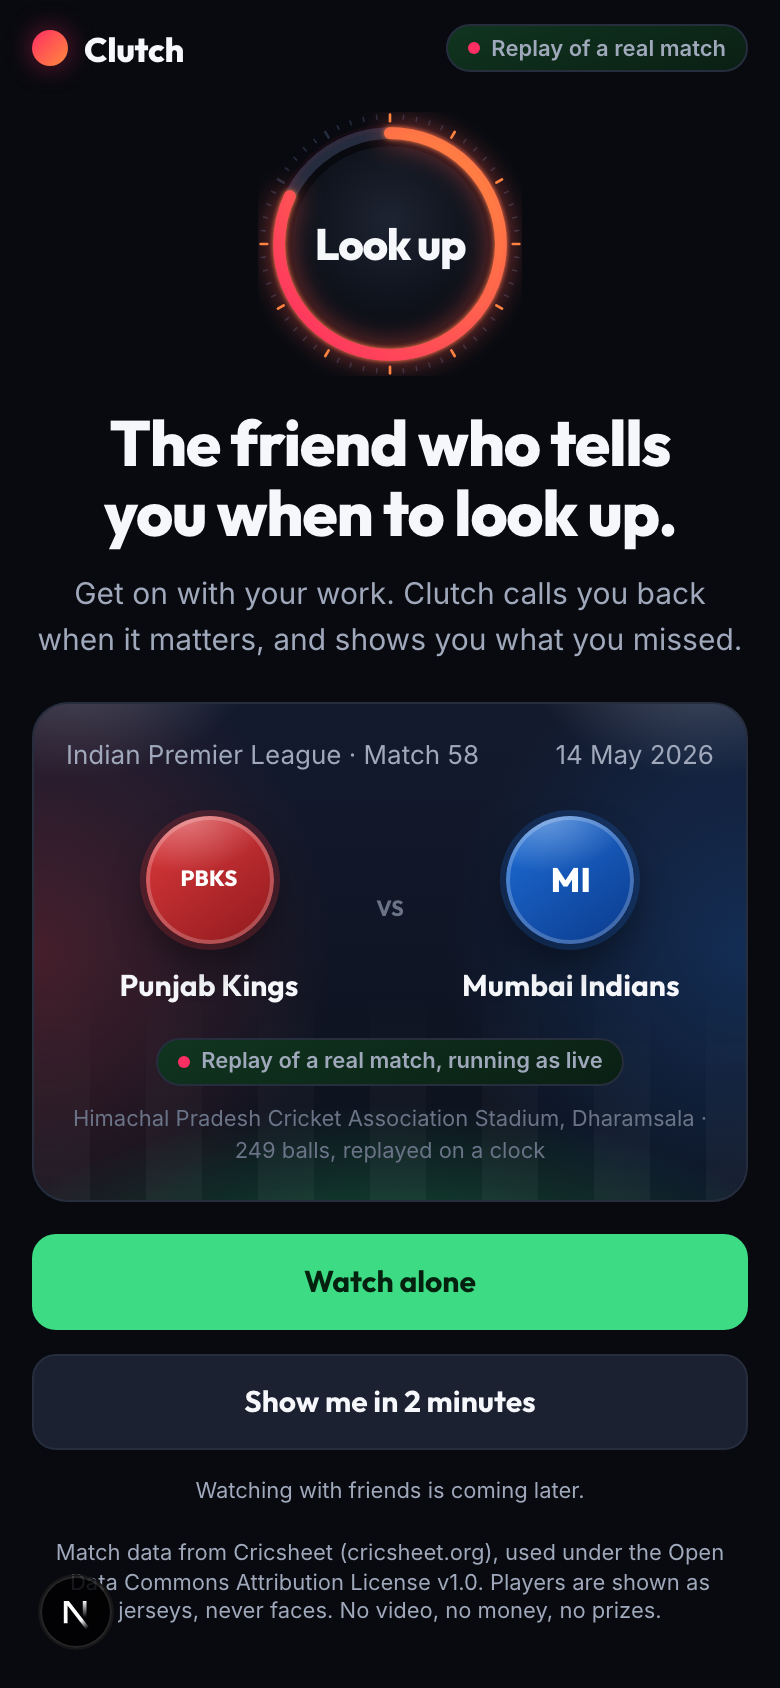 Clutch
Replay of a real match
Look up
The friend who tells
you when to look up.
Get on with your work. Clutch calls you back
when it matters, and shows you what you missed.
Indian Premier League · Match 58
14 May 2026
PBKS
MI
vs
Punjab Kings
Mumbai Indians
Replay of a real match, running as live
Himachal Pradesh Cricket Association Stadium, Dharamsala ·
249 balls, replayed on a clock
Watch alone
Show me in 2 minutes
Watching with friends is coming later.
Match data from Cricsheet (cricsheet.org), used under the Open
Data Commons Attribution License v1.0. Players are shown as
jerseys, never faces. No video, no money, no prizes.
N